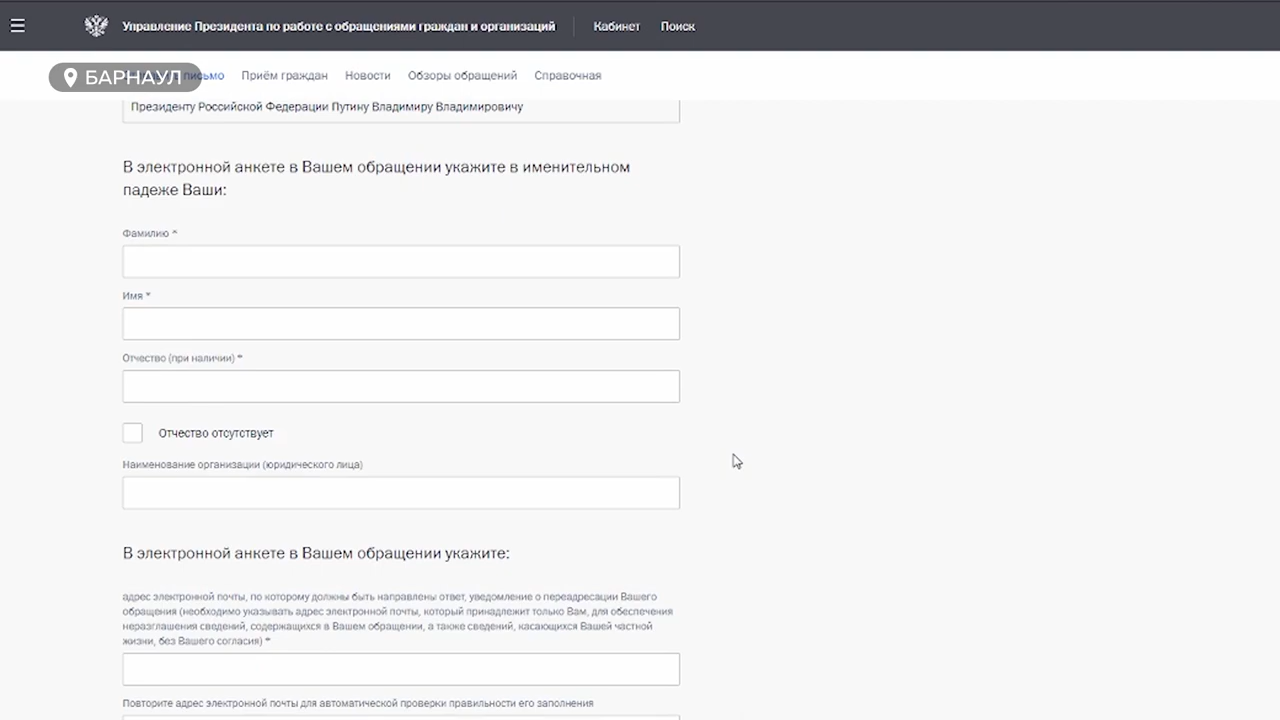 Управление Президента по работе с обращениями граждан и организаций Кабинет Поиск
БАРНАУЛ письмо Приём граждан Новости Обзоры обращений Справочная
Президенту Российской Федерации Путину Владимиру Владимировичу
В электронной анкете в Вашем обращении укажите в именительном
падеже Ваши:
Фамилию *
Имя *
Отчество (при наличии) *
Отчество отсутствует
Наименование организации (юридического лица)
В электронной анкете в Вашем обращении укажите:
адрес электронной почты, по которому должны быть направлены ответ, уведомление о переадресации Вашего
обращения (необходимо указывать адрес электронной почты, который принадлежит только Вам, для обеспечения
неразглашения сведений, содержащихся в Вашем обращении, а также сведений, касающихся Вашей частной
жизни, без Вашего согласия) *
Повторите адрес электронной почты для автоматической проверки правильности его заполнения